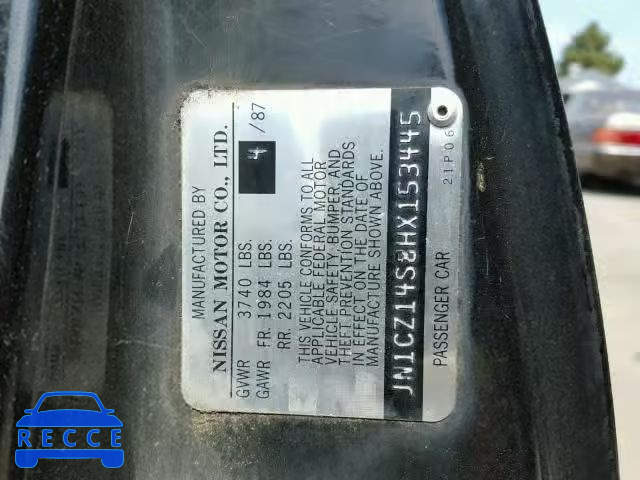 MANUFACTURED BY
NISSAN MOTOR CO., LTD.
4 /87
GVWR 3740 LBS.
GAWR FR. 1984 LBS.
RR. 2205 LBS.
THIS VEHICLE CONFORMS TO ALL
APPLICABLE FEDERAL MOTOR
VEHICLE SAFETY, BUMPER, AND
THEFT PREVENTION STANDARDS
IN EFFECT ON THE DATE OF
MANUFACTURE SHOWN ABOVE.
JN1CZ14S8HX153445
PASSENGER CAR
21P06
RECCE